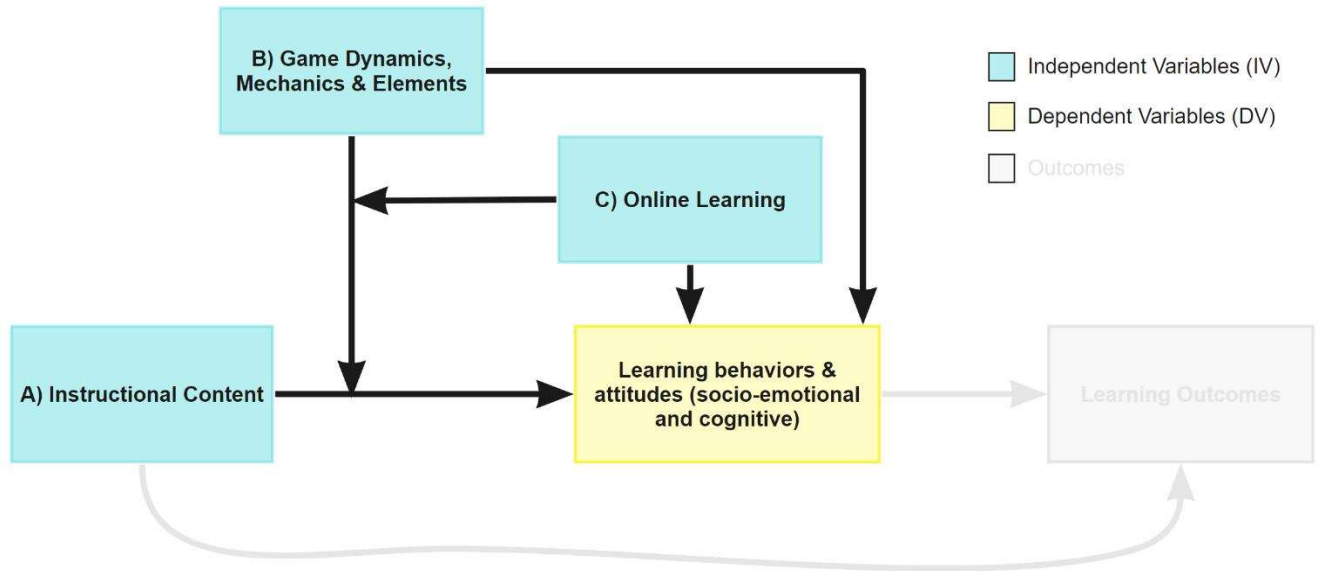 B) Game Dynamics,
Mechanics & Elements
Independent Variables (IV)
Dependent Variables (DV)
Outcomes
C) Online Learning
A) Instructional Content
Learning behaviors &
attitudes (socio-emotional
and cognitive)
Learning Outcomes